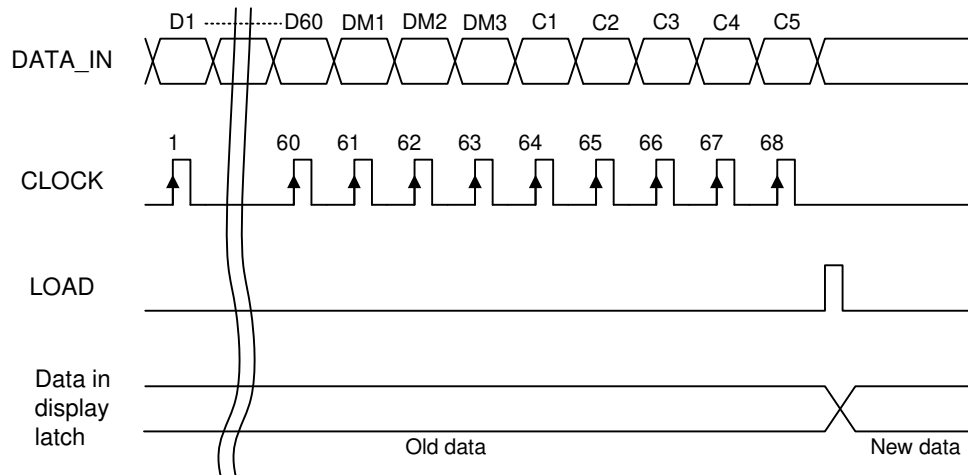 D1 D60 DM1 DM2 DM3 C1 C2 C3 C4 C5
DATA_IN
1 60 61 62 63 64 65 66 67 68
CLOCK
LOAD
Data in
display
latch
Old data New data